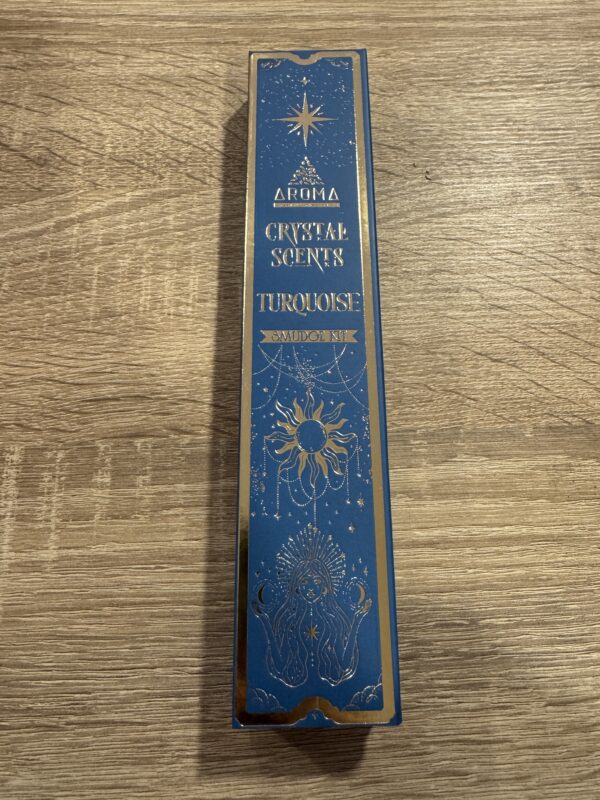 AROMA
CRYSTAL
SCENTS
TURQUOISE
SMUDGE KIT